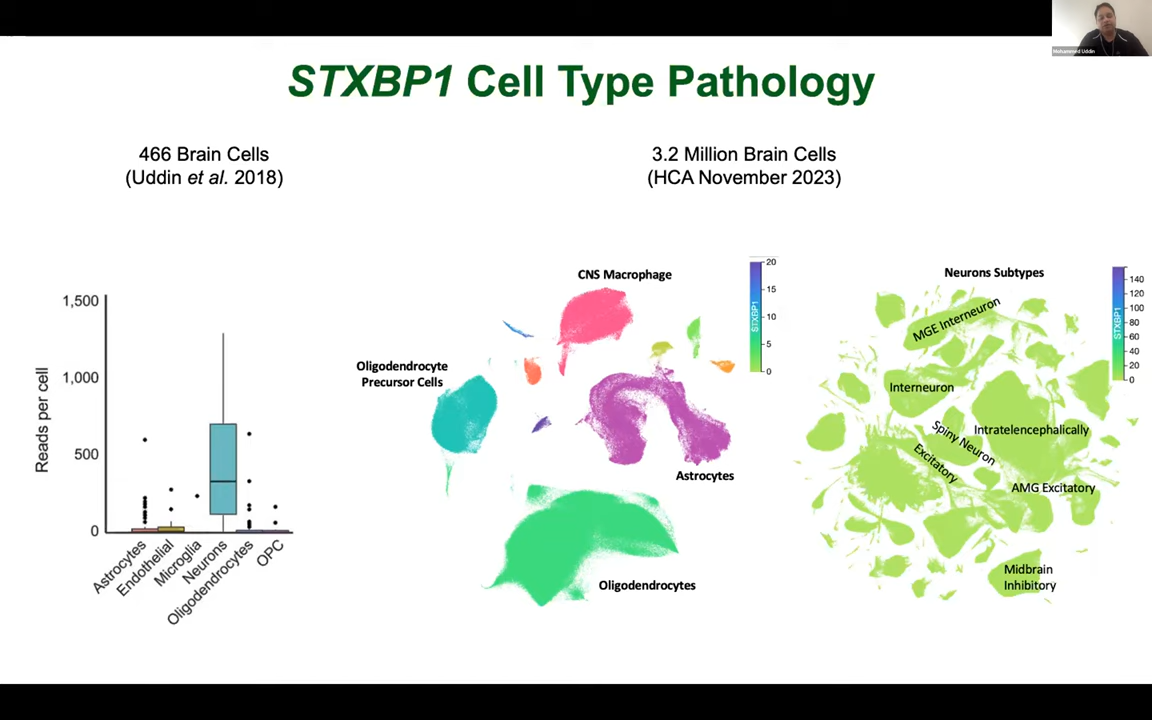 Mohammed Uddin
STXBP1 Cell Type Pathology
466 Brain Cells
(Uddin et al. 2018)
3.2 Million Brain Cells
(HCA November 2023)
Reads per cell
1,500
1,000
500
0
Astrocytes
Endothelial
Microglia
Neurons
Oligodendrocytes
OPC
CNS Macrophage
Oligodendrocyte
Precursor Cells
Astrocytes
Oligodendrocytes
20
15
10
5
0
STXBP1
Neurons Subtypes
MGE Interneuron
Interneuron
Intratelencephalically
Spiny Neuron
Excitatory
AMG Excitatory
Midbrain
Inhibitory
140
120
100
80
60
40
20
0
STXBP1